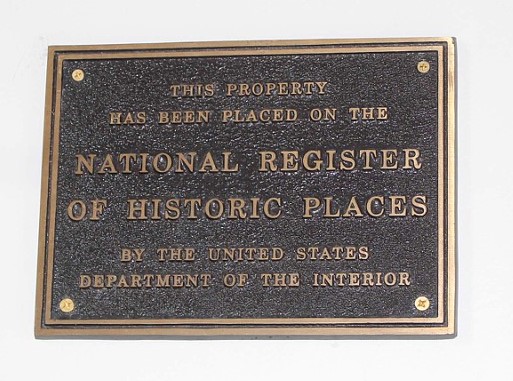 THIS PROPERTY
HAS BEEN PLACED ON THE
NATIONAL REGISTER
OF HISTORIC PLACES
BY THE UNITED STATES
DEPARTMENT OF THE INTERIOR